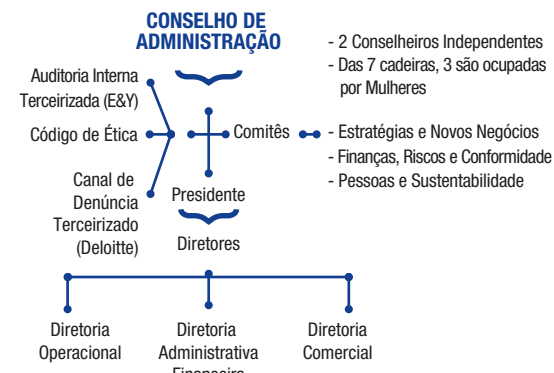 CONSELHO DE
ADMINISTRAÇÃO
- 2 Conselheiros Independentes
- Das 7 cadeiras, 3 são ocupadas
por Mulheres
Auditoria Interna
Terceirizada (E&Y)
Código de Ética
Canal de
Denúncia
Terceirizado
(Deloitte)
Comitês
- Estratégias e Novos Negócios
- Finanças, Riscos e Conformidade
- Pessoas e Sustentabilidade
Presidente
Diretores
Diretoria
Operacional
Diretoria
Administrativa
Financeira
Diretoria
Comercial